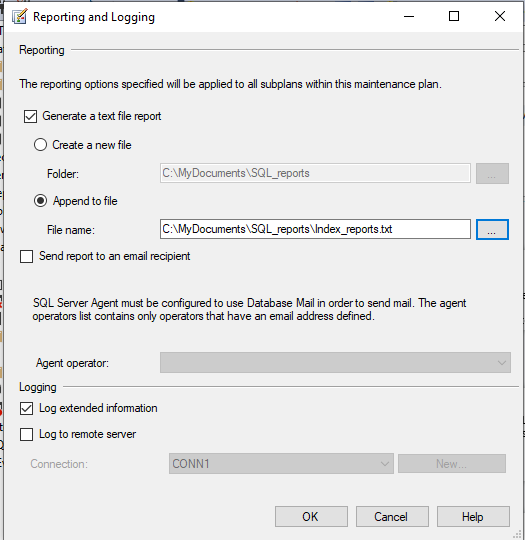 Reporting and Logging
Reporting
The reporting options specified will be applied to all subplans within this maintenance plan.
Generate a text file report
Create a new file
Folder: C:\MyDocuments\SQL_reports ...
Append to file
File name: C:\MyDocuments\SQL_reports\Index_reports.txt ...
Send report to an email recipient
SQL Server Agent must be configured to use Database Mail in order to send mail. The agent
operators list contains only operators that have an email address defined.
Agent operator:
Logging
Log extended information
Log to remote server
Connection: CONN1 New...
OK Cancel Help